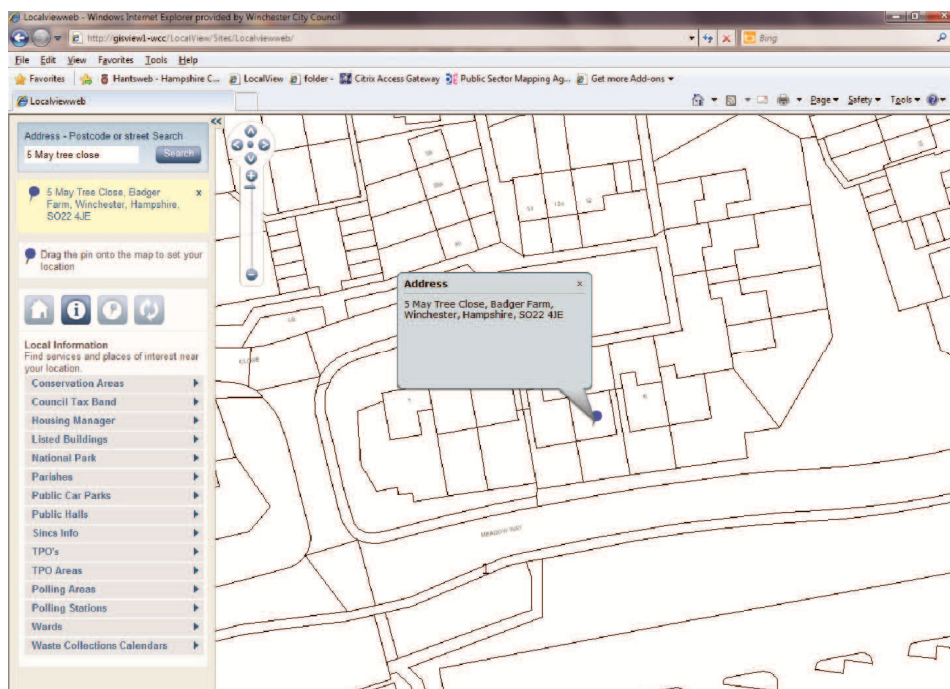 Localviewweb - Windows Internet Explorer provided by Winchester City Council
http://gisview1-wcc/LocalView/Sites/Localviewweb/
Bing
File Edit View Favorites Tools Help
Favorites Hantsweb - Hampshire C... LocalView folder - Citrix Access Gateway Public Sector Mapping Ag... Get more Add-ons
Localviewweb
Page Safety Tools
Address - Postcode or street Search
5 May tree close
Search
5 May Tree Close, Badger
Farm, Winchester, Hampshire,
SO22 4JE
x
Drag the pin onto the map to set your
location
Local Information
Find services and places of interest near
your location.
Conservation Areas
Council Tax Band
Housing Manager
Listed Buildings
National Park
Parishes
Public Car Parks
Public Halls
Sincs Info
TPO's
TPO Areas
Polling Areas
Polling Stations
Wards
Waste Collections Calendars
Address
x
5 May Tree Close, Badger Farm,
Winchester, Hampshire, SO22 4JE
CLOSE
MEADOW WAY